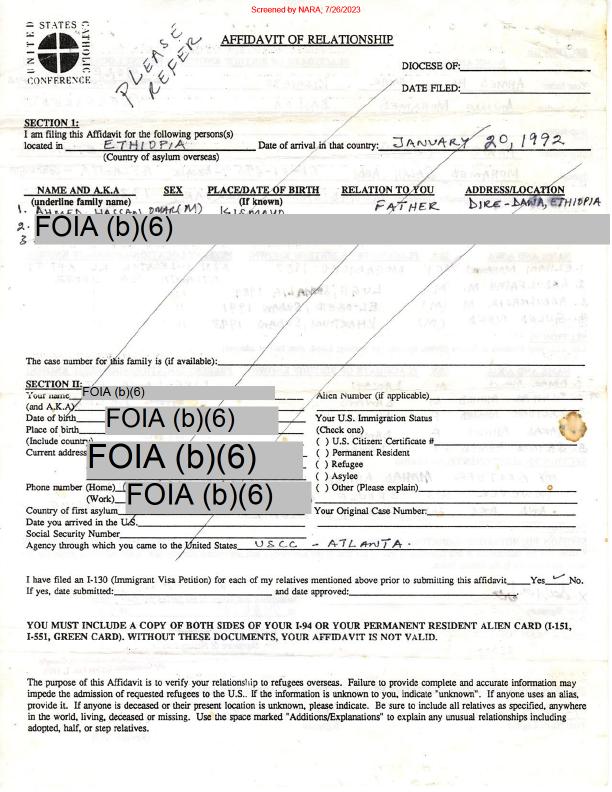 Screened by NARA, 7/26/2023
UNITED STATES CATHOLIC CONFERENCE
PLEASE REFER
AFFIDAVIT OF RELATIONSHIP
DIOCESE OF:
DATE FILED:
SECTION 1:
I am filing this Affidavit for the following persons(s)
located in ETHIOPIA Date of arrival in that country: JANUARY 20, 1992
(Country of asylum overseas)
NAME AND A.K.A SEX PLACE/DATE OF BIRTH RELATION TO YOU ADDRESS/LOCATION
(underline family name) (If known) FATHER DIRE-DAWA, ETHIOPIA
1. AHMED HASSAN OMAR (M) KISMAYU
2. FOIA (b)(6)
3
The case number for this family is (if available):
SECTION II:
Your name FOIA (b)(6) Alien Number (if applicable)
(and A.K.A)
Date of birth FOIA (b)(6) Your U.S. Immigration Status
Place of birth (Check one)
(Include country) ( ) U.S. Citizen: Certificate #
Current address FOIA (b)(6) ( ) Permanent Resident
( ) Refugee
( ) Asylee
Phone number (Home) ( FOIA (b)(6) ( ) Other (Please explain)
(Work)
Country of first asylum Your Original Case Number:
Date you arrived in the U.S.
Social Security Number
Agency through which you came to the United States USCC - ATLANTA.
I have filed an I-130 (Immigrant Visa Petition) for each of my relatives mentioned above prior to submitting this affidavit Yes ✓ No.
If yes, date submitted: and date approved:
YOU MUST INCLUDE A COPY OF BOTH SIDES OF YOUR I-94 OR YOUR PERMANENT RESIDENT ALIEN CARD (I-151,
I-551, GREEN CARD). WITHOUT THESE DOCUMENTS, YOUR AFFIDAVIT IS NOT VALID.
The purpose of this Affidavit is to verify your relationship to refugees overseas. Failure to provide complete and accurate information may
impede the admission of requested refugees to the U.S.. If the information is unknown to you, indicate "unknown". If anyone uses an alias,
provide it. If anyone is deceased or their present location is unknown, please indicate. Be sure to include all relatives as specified, anywhere
in the world, living, deceased or missing. Use the space marked "Additions/Explanations" to explain any unusual relationships including
adopted, half, or step relatives.